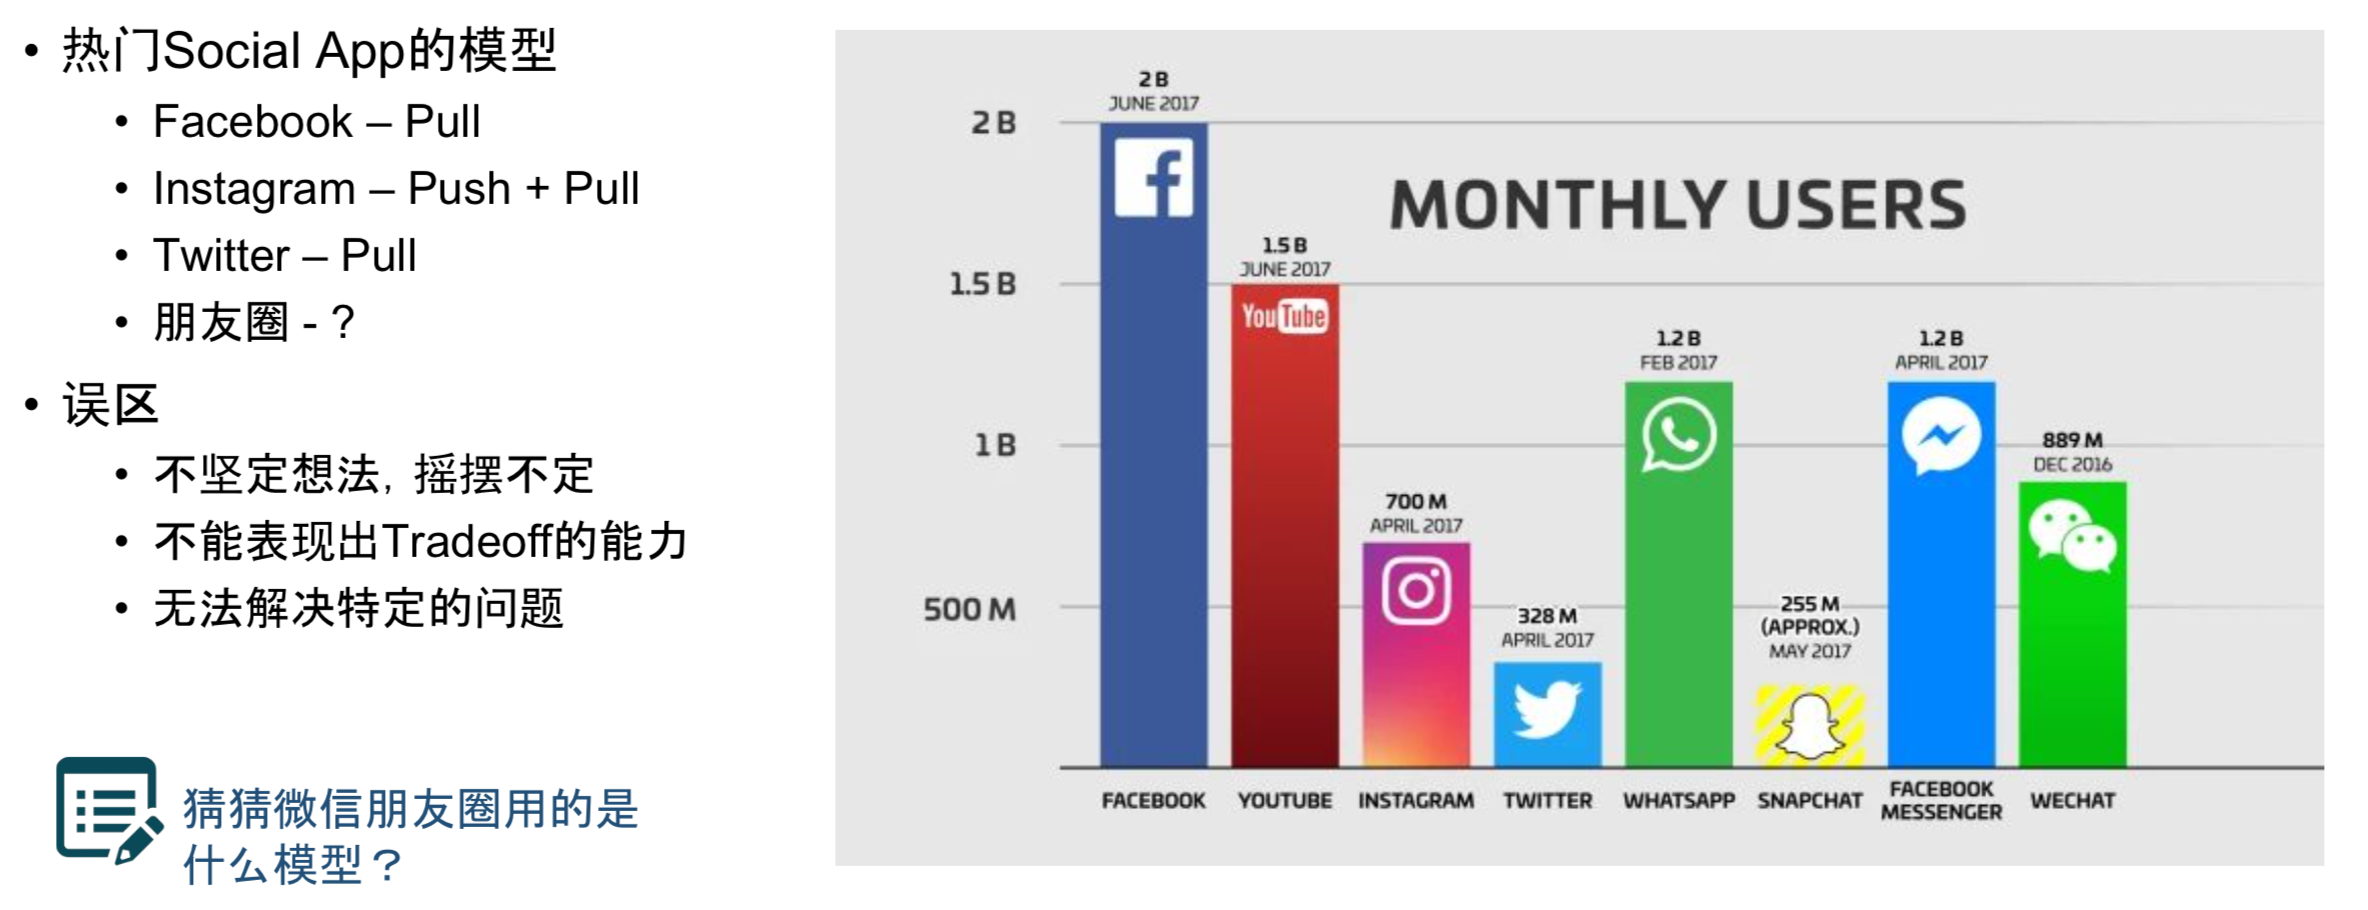 • 热门Social App的模型
• Facebook – Pull
• Instagram – Push + Pull
• Twitter – Pull
• 朋友圈 - ?
• 误区
• 不坚定想法, 摇摆不定
• 不能表现出Tradeoff的能力
• 无法解决特定的问题
猜猜微信朋友圈用的是
什么模型？
MONTHLY USERS
2 B
1.5 B
1 B
500 M
2 B
JUNE 2017
1.5 B
JUNE 2017
700 M
APRIL 2017
328 M
APRIL 2017
1.2 B
FEB 2017
255 M
(APPROX.)
MAY 2017
1.2 B
APRIL 2017
889 M
DEC 2016
f
YouTube
FACEBOOK
YOUTUBE
INSTAGRAM
TWITTER
WHATSAPP
SNAPCHAT
FACEBOOK
MESSENGER
WECHAT